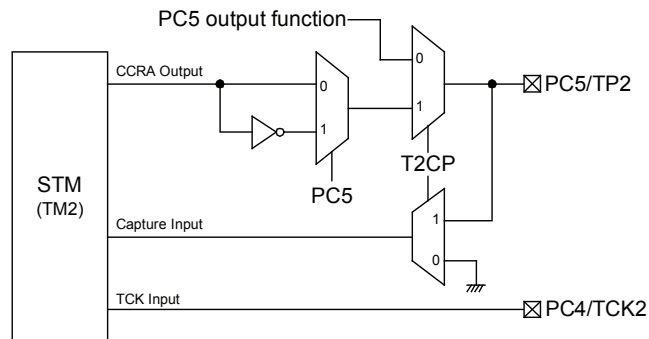 PC5 output function
CCRA Output
0
1
0
1
PC5/TP2
PC5
T2CP
STM
(TM2)
Capture Input
1
0
TCK Input
PC4/TCK2